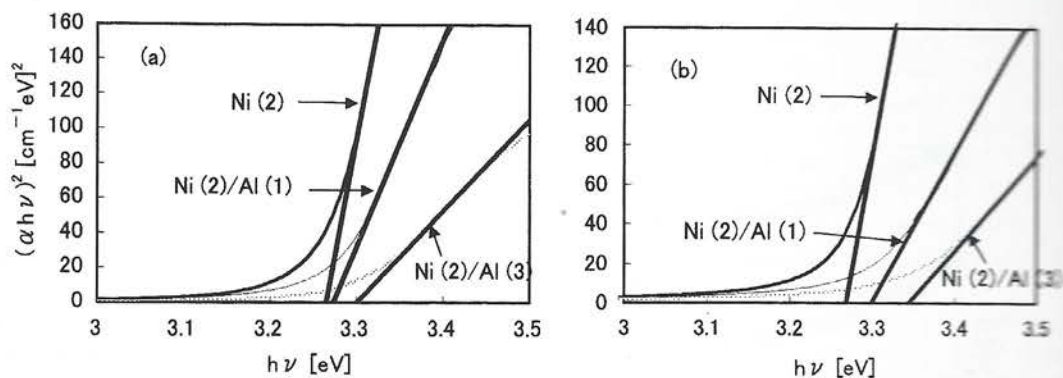 (αhν)² [cm⁻¹eV]²
160
140
120
100
80
60
40
20
0
(a)
Ni (2)
Ni (2)/Al (1)
Ni (2)/Al (3)
3 3.1 3.2 3.3 3.4 3.5
hν [eV]
140
120
100
80
60
40
20
0
(b)
Ni (2)
Ni (2)/Al (1)
Ni (2)/Al (3)
3 3.1 3.2 3.3 3.4 3.5
hν [eV]